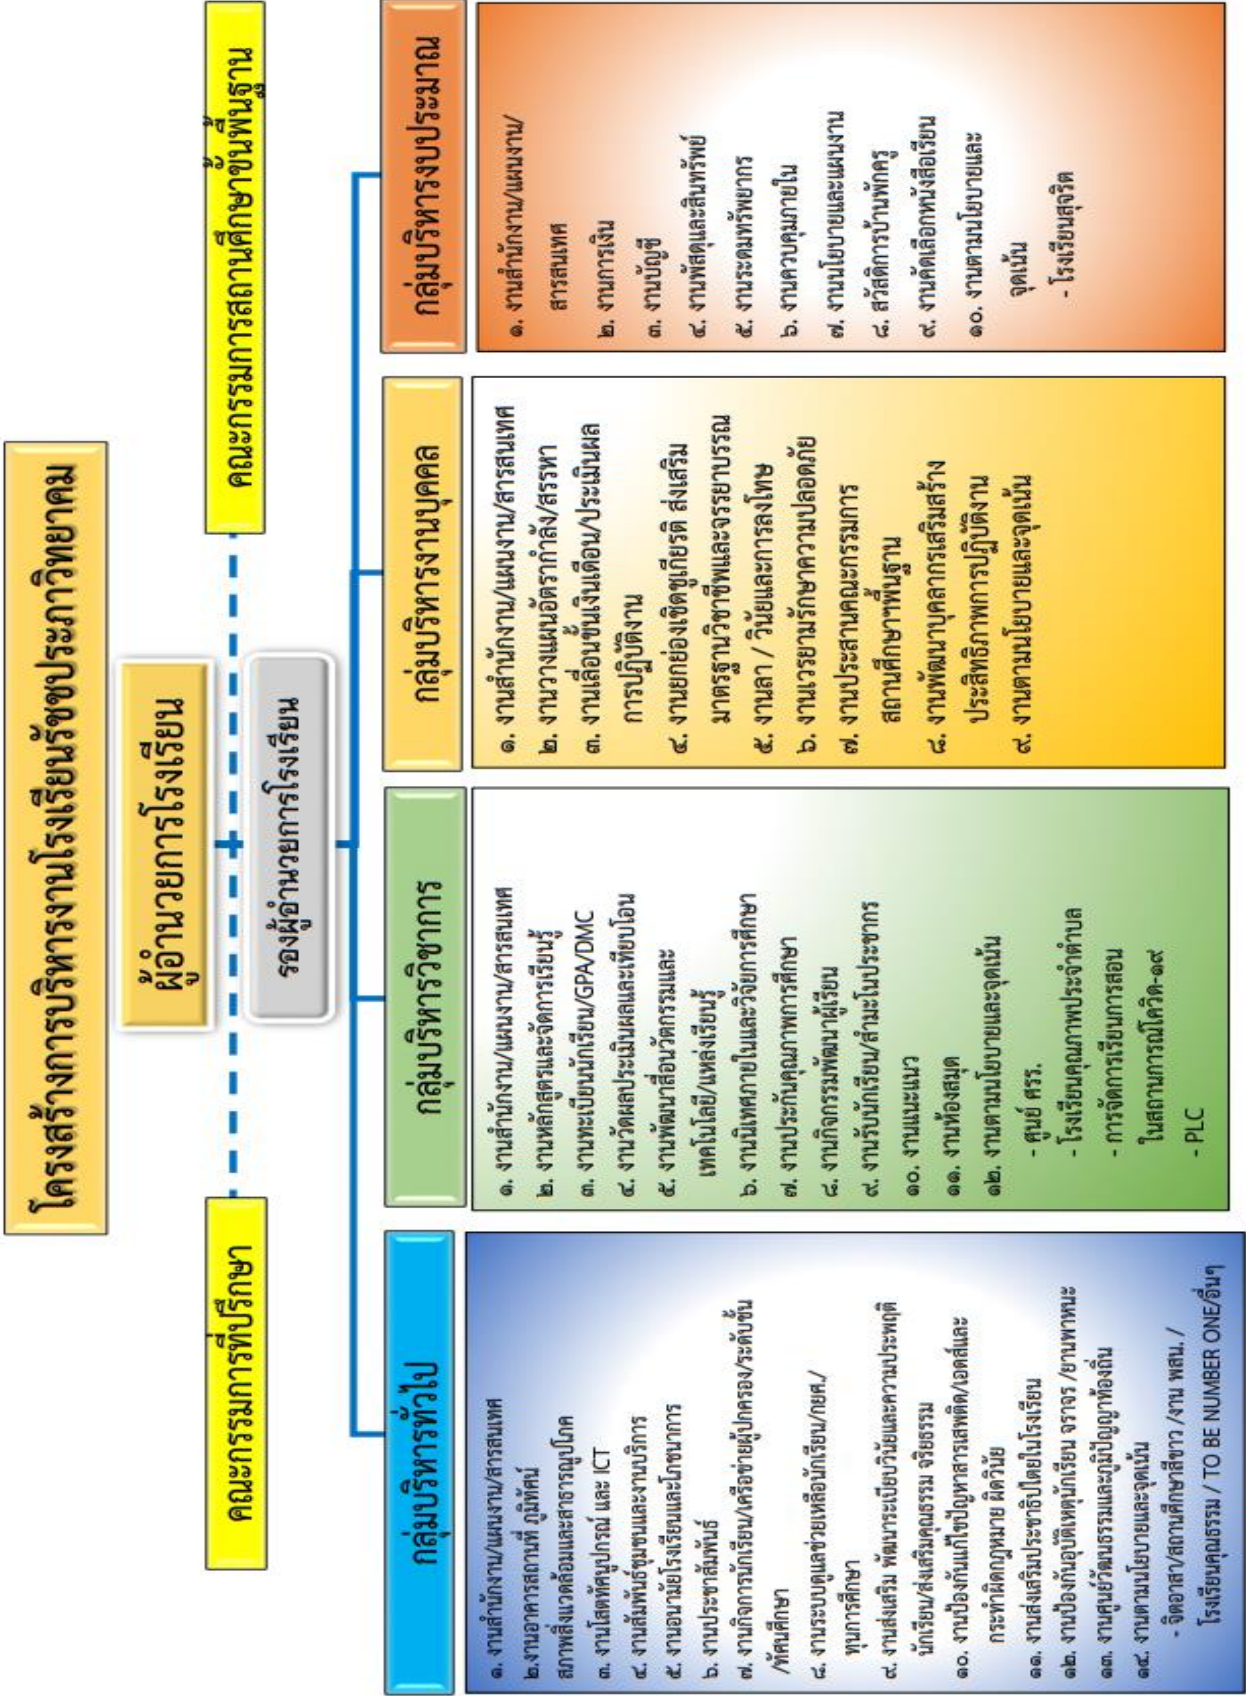 โครงสร้างการบริหารงานโรงเรียนรัชชประภาวิทยาคม
ผู้อำนวยการโรงเรียน
คณะกรรมการที่ปรึกษา
คณะกรรมการสถานศึกษาขั้นพื้นฐาน
รองผู้อำนวยการโรงเรียน
กลุ่มบริหารทั่วไป
๑. งานสำนักงาน/แผนงาน/สารสนเทศ
๒.งานอาคารสถานที่ ภูมิทัศน์
สภาพสิ่งแวดล้อมและสาธารณูปโภค
๓. งานโสตทัศนูปกรณ์ และ ICT
๔. งานสัมพันธ์ชุมชนและงานบริการ
๕. งานอนามัยโรงเรียนและโภชนาการ
๖. งานประชาสัมพันธ์
๗. งานกิจการนักเรียน/เครือข่ายผู้ปกครอง/ระดับชั้น
/ทัศนศึกษา
๘. งานระบบดูแลช่วยเหลือนักเรียน/กยศ./
ทุนการศึกษา
๙. งานส่งเสริม พัฒนาระเบียบวินัยและความประพฤติ
นักเรียน/ส่งเสริมคุณธรรม จริยธรรม
๑๐. งานป้องกันแก้ไขปัญหาสารเสพติด/เอดส์และ
กระทำผิดกฎหมาย ผิดวินัย
๑๑. งานส่งเสริมประชาธิปไตยในโรงเรียน
๑๒. งานป้องกันอุบัติเหตุนักเรียน จราจร /ยานพาหนะ
๑๓. งานศูนย์วัฒนธรรมและภูมิปัญญาท้องถิ่น
๑๔. งานตามนโยบายและจุดเน้น
- จิตอาสา/สถานศึกษาสีขาว /งาน พสน. /
โรงเรียนคุณธรรม / TO BE NUMBER ONE/อื่นๆ
กลุ่มบริหารวิชาการ
๑. งานสำนักงาน/แผนงาน/สารสนเทศ
๒. งานหลักสูตรและจัดการเรียนรู้
๓. งานทะเบียนนักเรียน/GPA/DMC
๔. งานวัดผลประเมินผลและเทียบโอน
๕. งานพัฒนาสื่อนวัตกรรมและ
เทคโนโลยี/แหล่งเรียนรู้
๖. งานนิเทศภายในและวิจัยการศึกษา
๗. งานประกันคุณภาพการศึกษา
๘. งานกิจกรรมพัฒนาผู้เรียน
๙. งานรับนักเรียน/สำมะโนประชากร
๑๐. งานแนะแนว
๑๑. งานห้องสมุด
๑๒. งานตามนโยบายและจุดเน้น
- ศูนย์ ศรร.
- โรงเรียนคุณภาพประจำตำบล
- การจัดการเรียนการสอน
ในสถานการณ์โควิด-๑๙
- PLC
กลุ่มบริหารงานบุคคล
๑. งานสำนักงาน/แผนงาน/สารสนเทศ
๒. งานวางแผนอัตรากำลัง/สรรหา
๓. งานเลื่อนขั้นเงินเดือน/ประเมินผล
การปฏิบัติงาน
๔. งานยกย่องเชิดชูเกียรติ ส่งเสริม
มาตรฐานวิชาชีพและจรรยาบรรณ
๕. งานลา / วินัยและการลงโทษ
๖. งานเวรยามรักษาความปลอดภัย
๗. งานประสานคณะกรรมการ
สถานศึกษาฯพื้นฐาน
๘. งานพัฒนาบุคลากรเสริมสร้าง
ประสิทธิภาพการปฏิบัติงาน
๙. งานตามนโยบายและจุดเน้น
กลุ่มบริหารงบประมาณ
๑. งานสำนักงาน/แผนงาน/
สารสนเทศ
๒. งานการเงิน
๓. งานบัญชี
๔. งานพัสดุและสินทรัพย์
๕. งานระดมทรัพยากร
๖. งานควบคุมภายใน
๗. งานนโยบายและแผนงาน
๘. สวัสดิการบ้านพักครู
๙. งานคัดเลือกหนังสือเรียน
๑๐. งานตามนโยบายและ
จุดเน้น
- โรงเรียนสุจริต